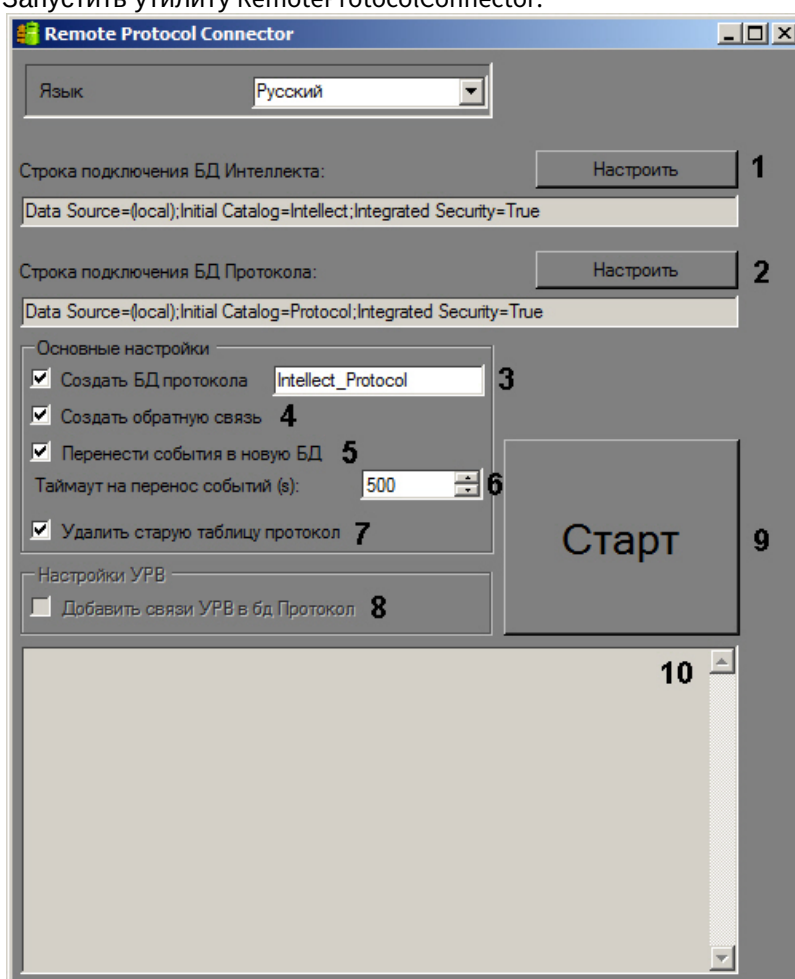 Запустить утилиту RemoteProtocolConnector.
Remote Protocol Connector
Язык Русский
Строка подключения БД Интеллекта: Настроить 1
Data Source=(local);Initial Catalog=Intellect;Integrated Security=True
Строка подключения БД Протокола: Настроить 2
Data Source=(local);Initial Catalog=Protocol;Integrated Security=True
Основные настройки
Создать БД протокола Intellect_Protocol 3
Создать обратную связь 4
Перенести события в новую БД 5
Таймаут на перенос событий (s): 500 6
Удалить старую таблицу протокол 7
Старт 9
Настройки УРВ
Добавить связи УРВ в бд Протокол 8
10